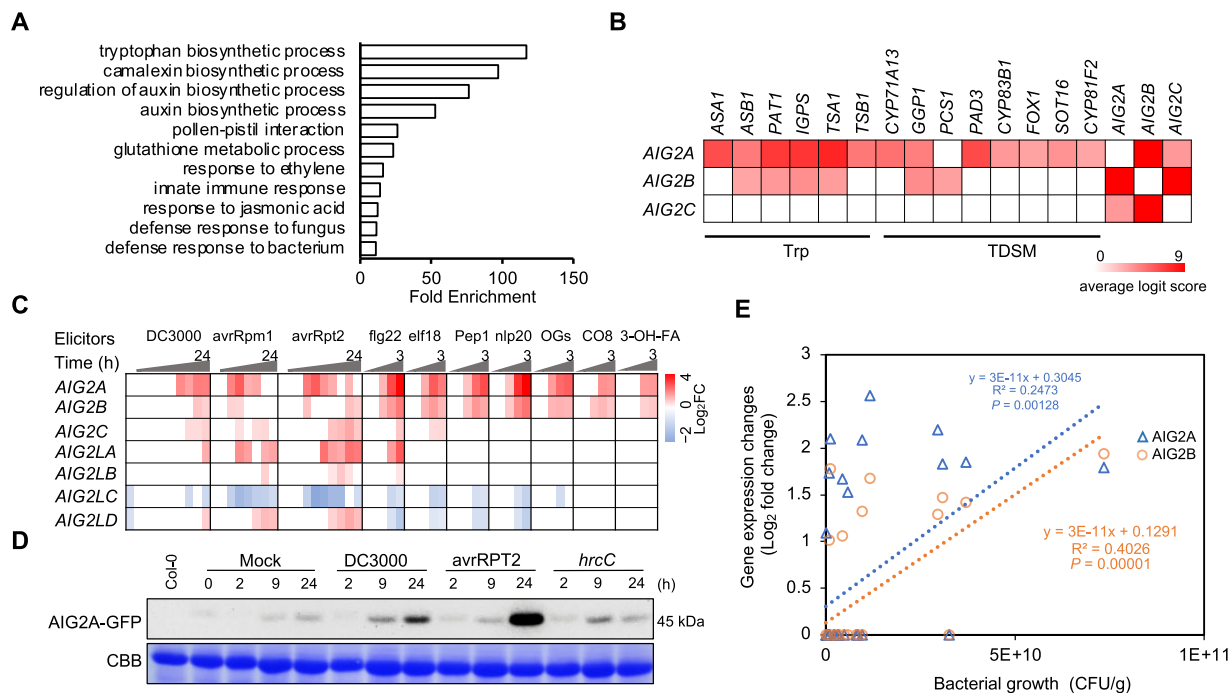 A
tryptophan biosynthetic process
camalexin biosynthetic process
regulation of auxin biosynthetic process
auxin biosynthetic process
pollen-pistil interaction
glutathione metabolic process
response to ethylene
innate immune response
response to jasmonic acid
defense response to fungus
defense response to bacterium
0 50 100 150
Fold Enrichment
B
ASA1 ASB1 PAT1 IGPS TSA1 TSB1 CYP71A13 GGP1 PCS1 PAD3 CYP83B1 FOX1 SOT16 CYP81F2 AIG2A AIG2B AIG2C
AIG2A
AIG2B
AIG2C
Trp TDSM
0 9
average logit score
C
Elicitors DC3000 avrRpm1 avrRpt2 flg22 elf18 Pep1 nlp20 OGs CO8 3-OH-FA
Time (h) 24 24 3 3 3 3 3 3 3
AIG2A
AIG2B
AIG2C
AIG2LA
AIG2LB
AIG2LC
AIG2LD
4
0
-4
Log2FC
D
Col-0 Mock DC3000 avrRPT2 hrcC
0 2 9 24 2 9 24 2 9 24 2 9 24 (h)
AIG2A-GFP 45 kDa
CBB
E
Gene expression changes
(Log2 fold change)
3
2.5
2
1.5
1
0.5
0
y = 3E-11x + 0.3045
R² = 0.2473
P = 0.00128
AIG2A
AIG2B
y = 3E-11x + 0.1291
R² = 0.4026
P = 0.00001
0 5E+10 1E+11
Bacterial growth (CFU/g)